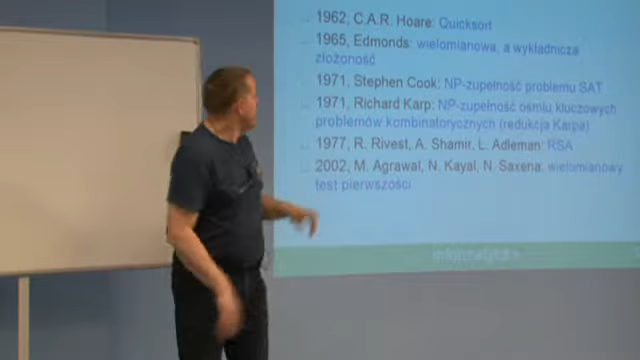 1962, C.A.R. Hoare: Quicksort
1965, Edmonds: wielomianowa, a wykładnicza
złożoność
1971, Stephen Cook: NP-zupełność problemu SAT
1971, Richard Karp: NP-zupełność ośmiu kluczowych
problemów kombinatorycznych (redukcja Karpa)
1977, R. Rivest, A. Shamir, L. Adleman: RSA
2002, M. Agrawal, N. Kayal, N. Saxena: wielomianowy
test pierwszości
informatyka +